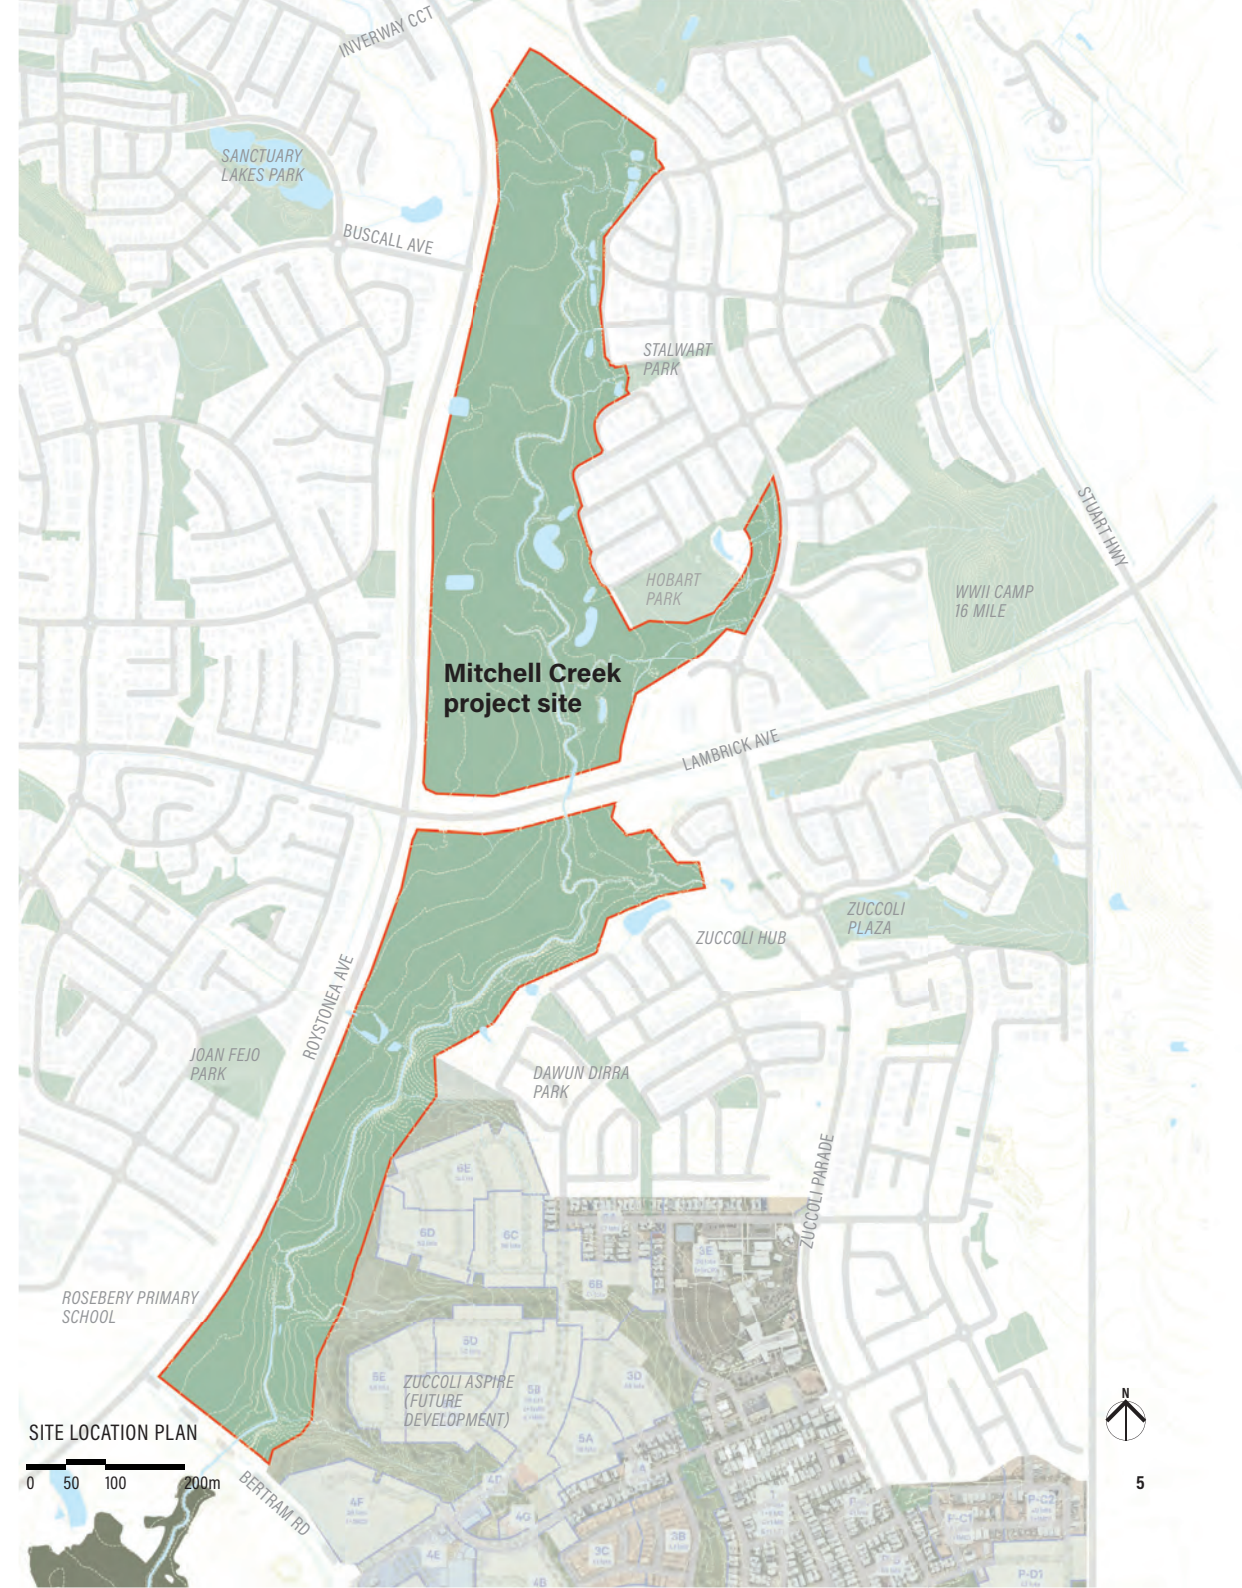 INVERWAY CCT
SANCTUARY
LAKES PARK
BUSCALL AVE
STALWART
PARK
STUART HWY
HOBART
PARK
WWII CAMP
16 MILE
Mitchell Creek
project site
LAMBRICK AVE
ZUCCOLI
PLAZA
ZUCCOLI HUB
ROYSTONEA AVE
JOAN FEJO
PARK
DAWUN DIRRA
PARK
ZUCCOLI PARADE
6E
6D
6C
3E
6B
ROSEBERY PRIMARY
SCHOOL
5D
5E
ZUCCOLI ASPIRE
(FUTURE
DEVELOPMENT)
5B
3D
5A
SITE LOCATION PLAN
0 50 100 200m
BERTRAM RD
N
5
4D
4F
4G
4E
3B
3C
4B
P-C2
P-C1
P-D1